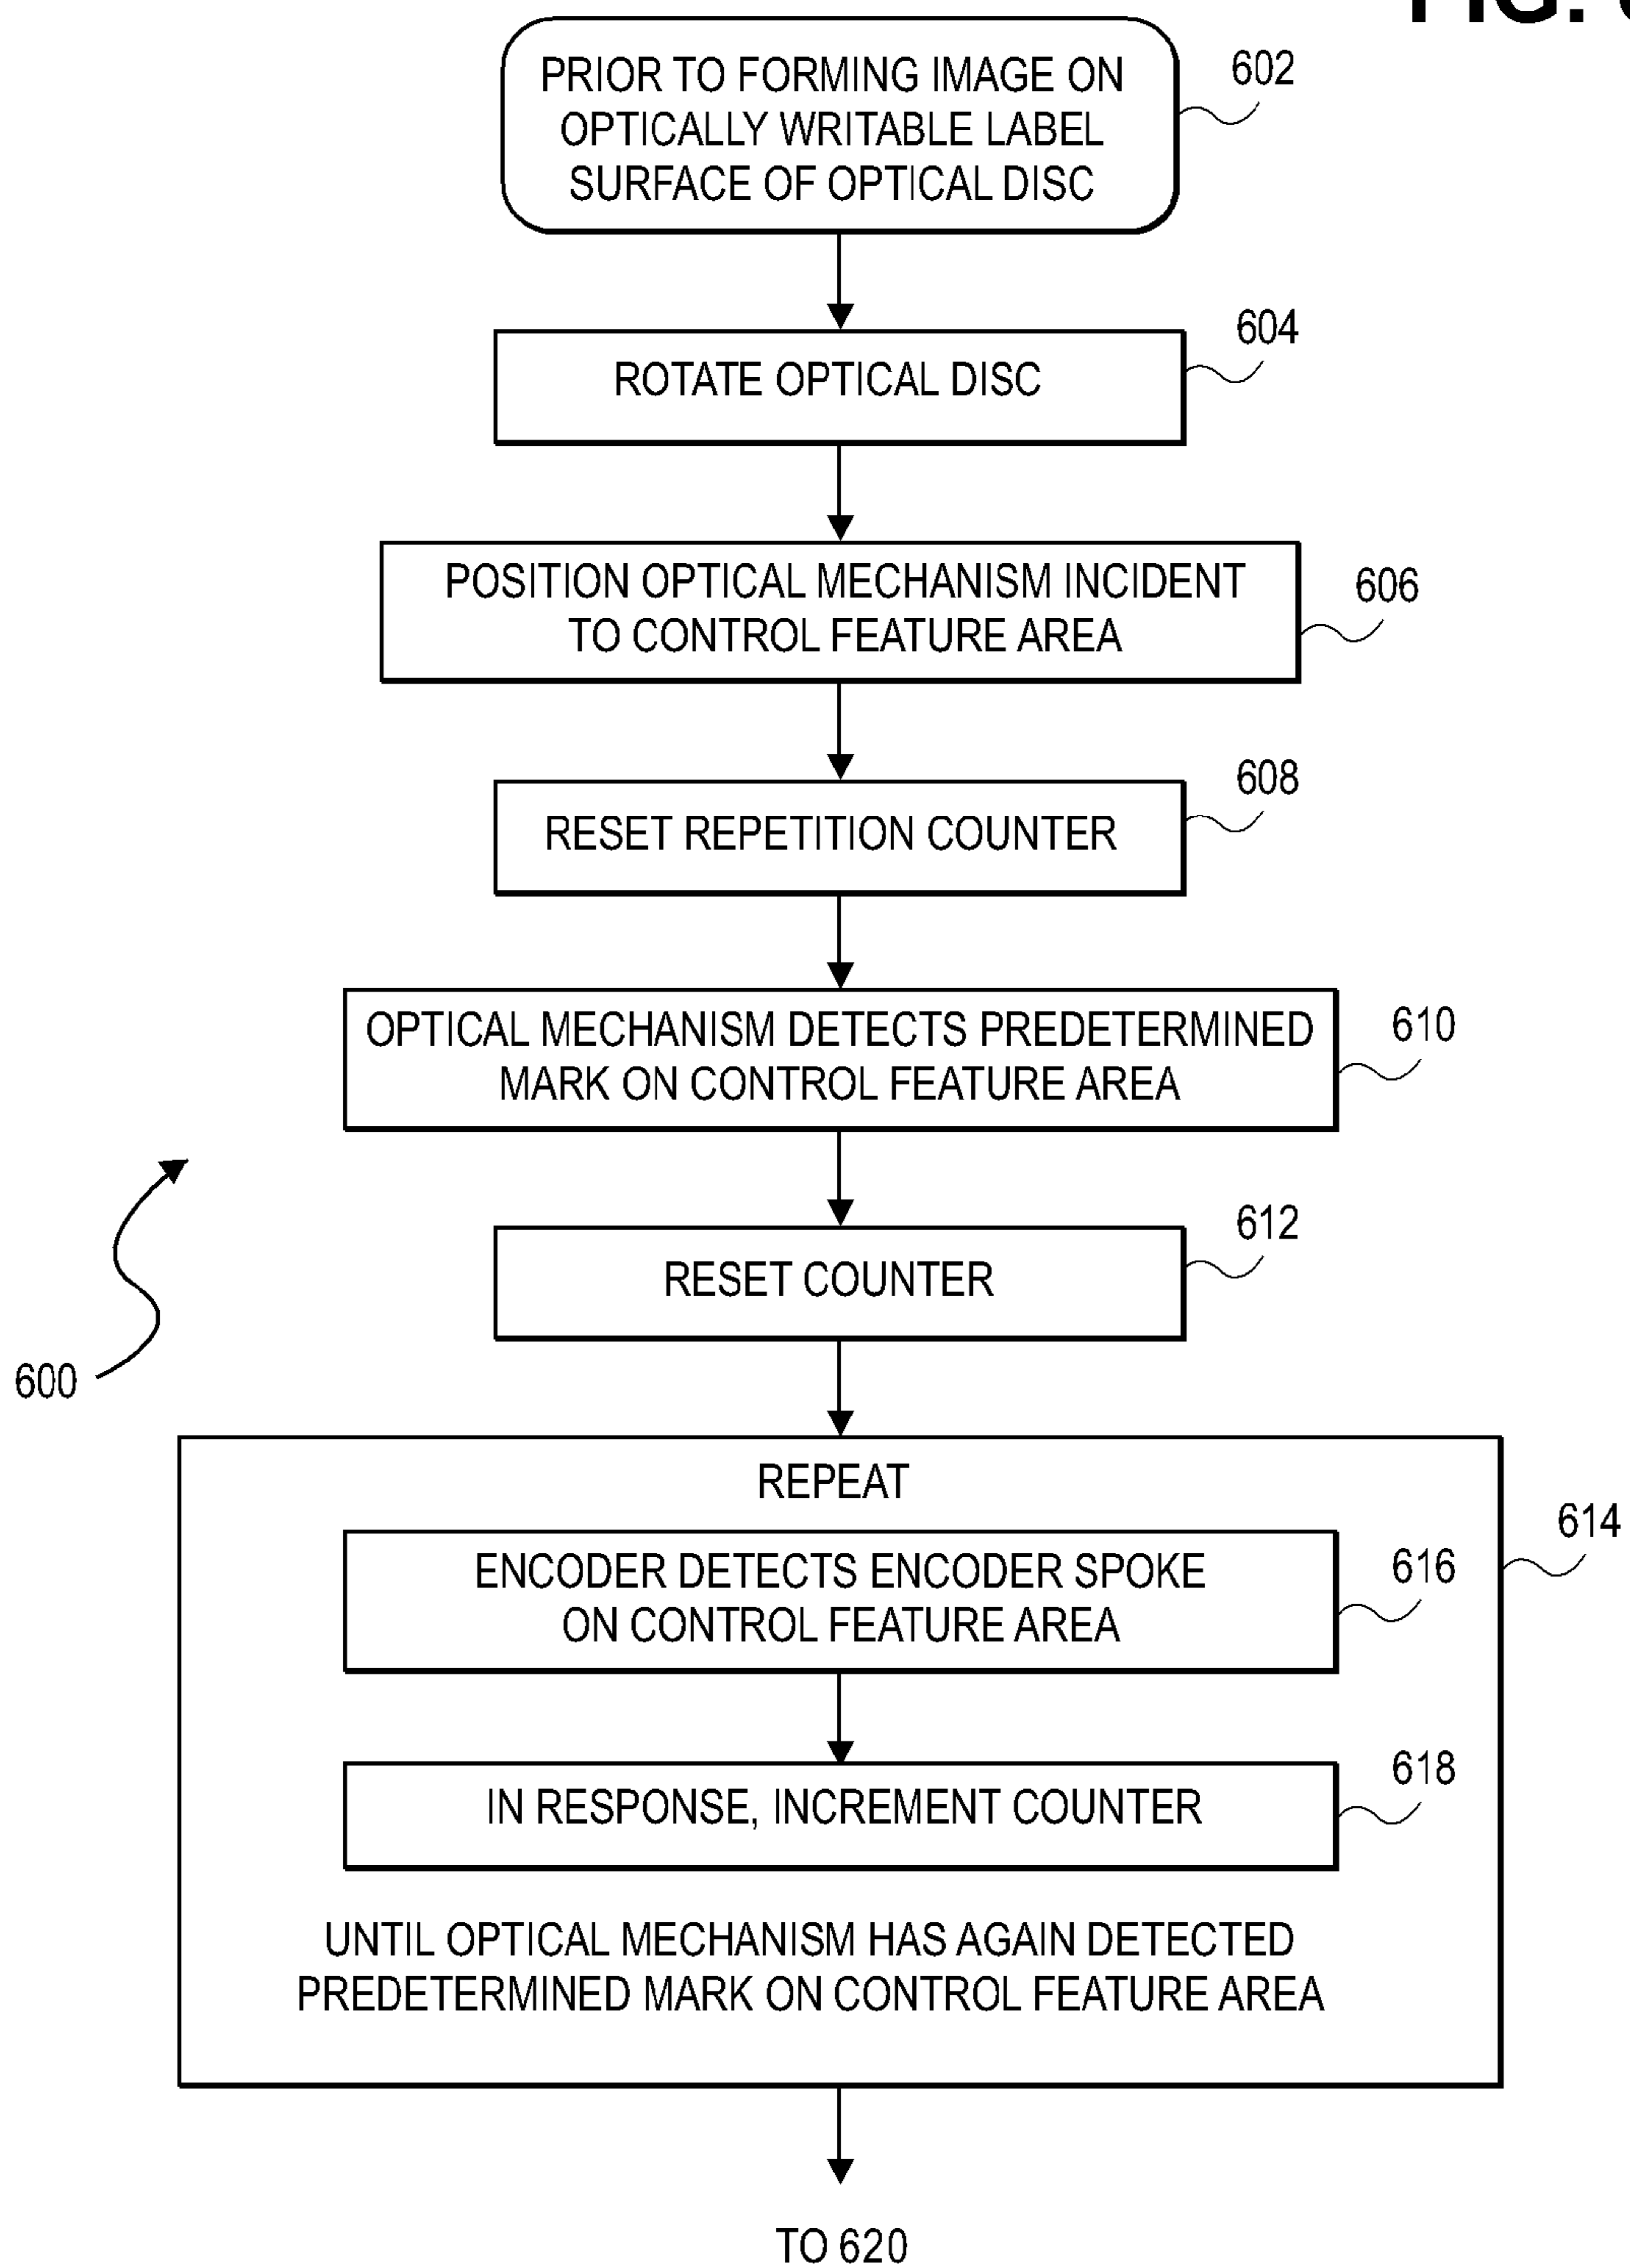 FIG.
PRIOR TO FORMING IMAGE ON
OPTICALLY WRITABLE LABEL
SURFACE OF OPTICAL DISC
602
ROTATE OPTICAL DISC
604
POSITION OPTICAL MECHANISM INCIDENT
TO CONTROL FEATURE AREA
606
RESET REPETITION COUNTER
608
OPTICAL MECHANISM DETECTS PREDETERMINED
MARK ON CONTROL FEATURE AREA
610
RESET COUNTER
612
600
REPEAT
614
ENCODER DETECTS ENCODER SPOKE
ON CONTROL FEATURE AREA
616
IN RESPONSE, INCREMENT COUNTER
618
UNTIL OPTICAL MECHANISM HAS AGAIN DETECTED
PREDETERMINED MARK ON CONTROL FEATURE AREA
TO 620